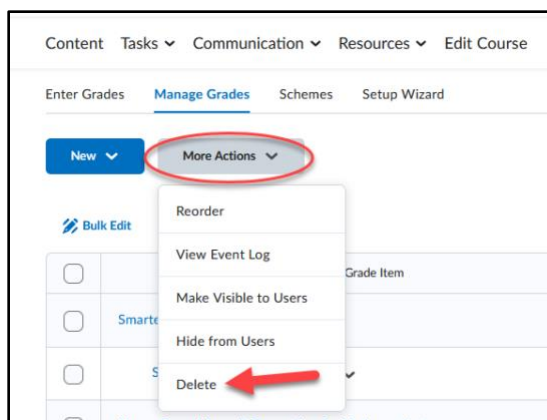 Content Tasks Communication Resources Edit Course
Enter Grades Manage Grades Schemes Setup Wizard
New More Actions
Reorder
Bulk Edit
View Event Log
Grade Item
Make Visible to Users
Smarte
Hide from Users
S
Delete